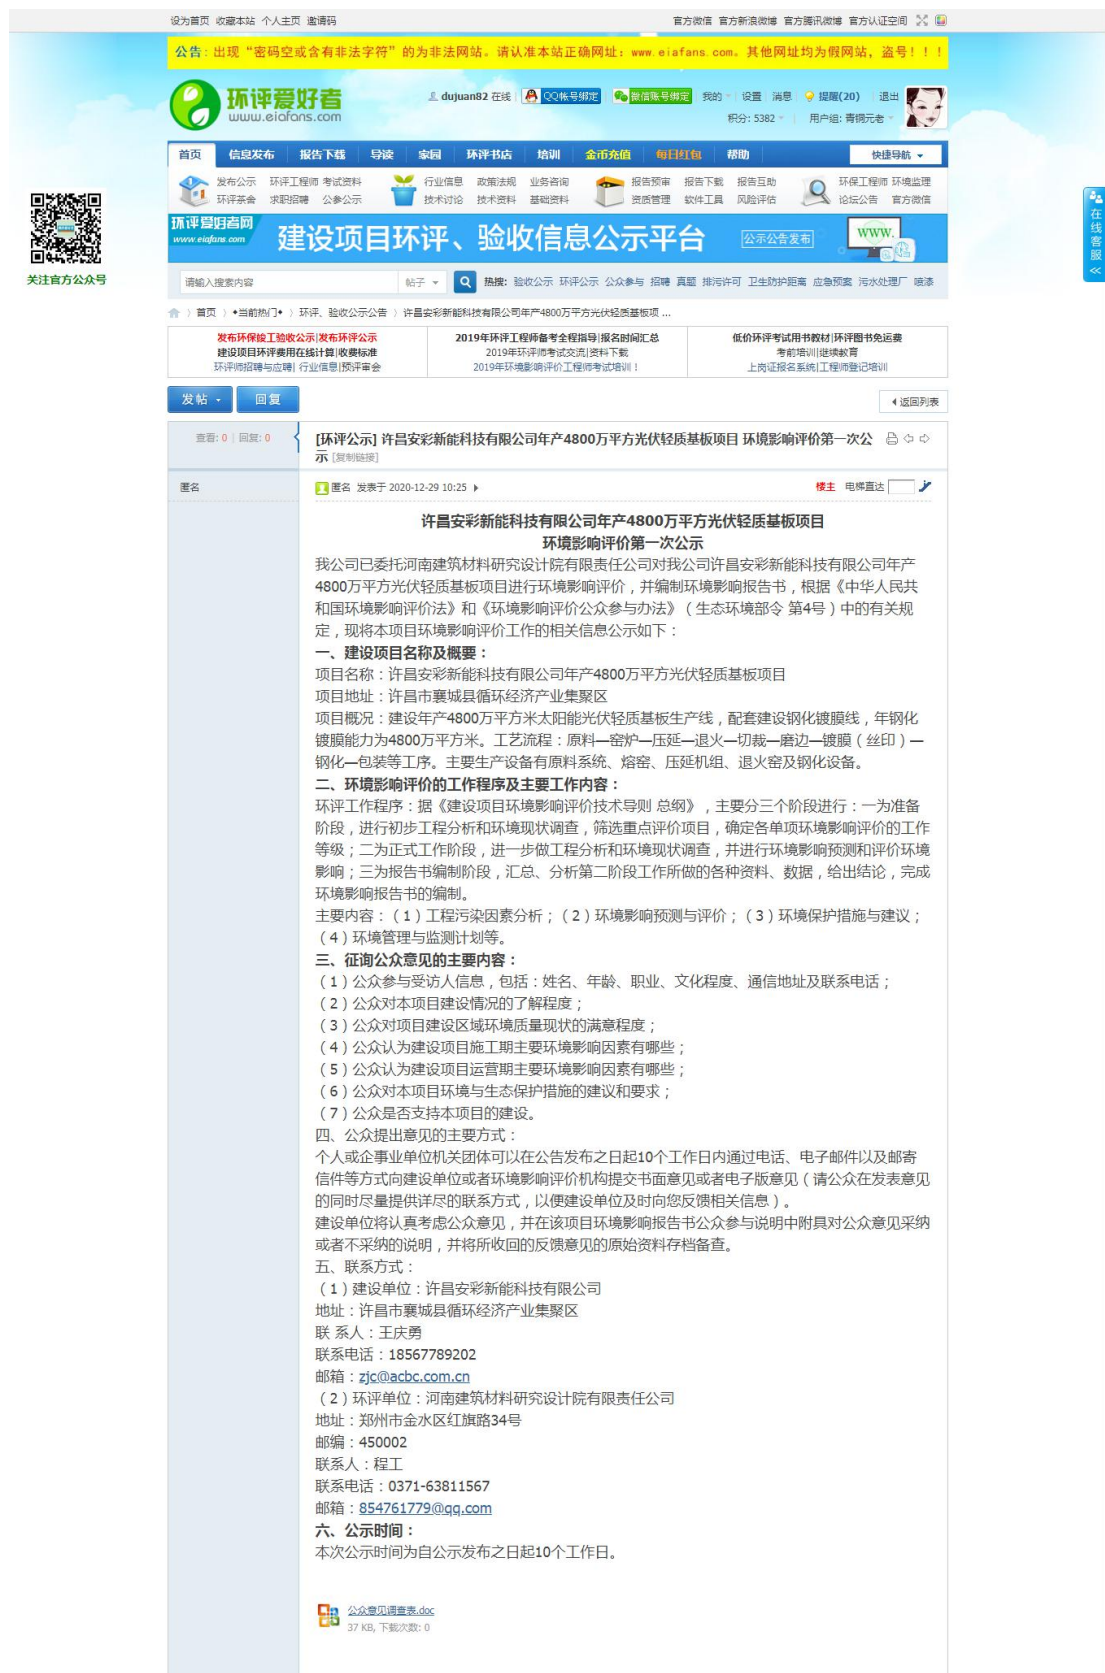 设为首页 收藏本站 个人主页 邀请码
官方微信 官方新浪微博 官方腾讯微博 官方认证空间
公告：出现“密码空或含有非法字符”的为非法网站。请认准本站正确网址：www.eiafans.com。其他网址均为假网站，盗号！！！
环评爱好者
www.eiafans.com
dujuan82 在线 QQ帐号绑定 微信账号绑定 我的 设置 消息 提醒(20) 退出
积分: 5382 用户组: 青铜元老
首页 信息发布 报告下载 导读 家园 环评书店 培训 金币充值 每日红包 帮助 快捷导航
发布公示 环评工程师 考试资料 行业信息 政策法规 业务咨询 报告预审 报告下载 报告互助 环保工程师 环境监理
环评茶舍 求职招聘 公参公示 技术讨论 技术资料 基础资料 资质管理 软件工具 风险评估 论坛公告 官方微信
环评爱好者网
www.eiafans.com
建设项目环评、验收信息公示平台
公示公告发布
WWW.
在线客服
关注官方公众号
请输入搜索内容 帖子 热搜: 验收公示 环评公示 公众参与 招聘 真题 排污许可 卫生防护距离 应急预案 污水处理厂 喷漆
首页 〉 •当前热门• 〉 环评、验收公示公告 〉 许昌安彩新能科技有限公司年产4800万平方光伏轻质基板项 ...
发布环保竣工验收公示|发布环评公示 2019年环评工程师备考全程指导|报名时间汇总 低价环评考试用书教材|环评图书免运费
建设项目环评费用在线计算|收费标准 2019年环评师考试交流|资料下载 考前培训|继续教育
环评师招聘与应聘| 行业信息|预评审会 2019年环境影响评价工程师考试培训！ 上岗证报名系统|工程师登记培训
发帖 回复 返回列表
查看: 0 | 回复: 0
[环评公示] 许昌安彩新能科技有限公司年产4800万平方光伏轻质基板项目 环境影响评价第一次公
示 [复制链接]
匿名
匿名 发表于 2020-12-29 10:25 楼主 电梯直达
许昌安彩新能科技有限公司年产4800万平方光伏轻质基板项目
环境影响评价第一次公示
我公司已委托河南建筑材料研究设计院有限责任公司对我公司许昌安彩新能科技有限公司年产
4800万平方光伏轻质基板项目进行环境影响评价，并编制环境影响报告书，根据《中华人民共
和国环境影响评价法》和《环境影响评价公众参与办法》（生态环境部令 第4号）中的有关规
定，现将本项目环境影响评价工作的相关信息公示如下：
一、建设项目名称及概要：
项目名称：许昌安彩新能科技有限公司年产4800万平方光伏轻质基板项目
项目地址：许昌市襄城县循环经济产业集聚区
项目概况：建设年产4800万平方米太阳能光伏轻质基板生产线，配套建设钢化镀膜线，年钢化
镀膜能力为4800万平方米。工艺流程：原料—窑炉—压延—退火—切裁—磨边—镀膜（丝印）—
钢化—包装等工序。主要生产设备有原料系统、熔窑、压延机组、退火窑及钢化设备。
二、环境影响评价的工作程序及主要工作内容：
环评工作程序：据《建设项目环境影响评价技术导则 总纲》，主要分三个阶段进行：一为准备
阶段，进行初步工程分析和环境现状调查，筛选重点评价项目，确定各单项环境影响评价的工作
等级；二为正式工作阶段，进一步做工程分析和环境现状调查，并进行环境影响预测和评价环境
影响；三为报告书编制阶段，汇总、分析第二阶段工作所做的各种资料、数据，给出结论，完成
环境影响报告书的编制。
主要内容：（1）工程污染因素分析；（2）环境影响预测与评价；（3）环境保护措施与建议；
（4）环境管理与监测计划等。
三、征询公众意见的主要内容：
（1）公众参与受访人信息，包括：姓名、年龄、职业、文化程度、通信地址及联系电话；
（2）公众对本项目建设情况的了解程度；
（3）公众对项目建设区域环境质量现状的满意程度；
（4）公众认为建设项目施工期主要环境影响因素有哪些；
（5）公众认为建设项目运营期主要环境影响因素有哪些；
（6）公众对本项目环境与生态保护措施的建议和要求；
（7）公众是否支持本项目的建设。
四、公众提出意见的主要方式：
个人或企事业单位机关团体可以在公告发布之日起10个工作日内通过电话、电子邮件以及邮寄
信件等方式向建设单位或者环境影响评价机构提交书面意见或者电子版意见（请公众在发表意见
的同时尽量提供详尽的联系方式，以便建设单位及时向您反馈相关信息）。
建设单位将认真考虑公众意见，并在该项目环境影响报告书公众参与说明中附具对公众意见采纳
或者不采纳的说明，并将所收回的反馈意见的原始资料存档备查。
五、联系方式：
（1）建设单位：许昌安彩新能科技有限公司
地址：许昌市襄城县循环经济产业集聚区
联 系人：王庆勇
联系电话：18567789202
邮箱：zjc@acbc.com.cn
（2）环评单位：河南建筑材料研究设计院有限责任公司
地址：郑州市金水区红旗路34号
邮编：450002
联系人：程工
联系电话：0371-63811567
邮箱：854761779@qq.com
六、公示时间：
本次公示时间为自公示发布之日起10个工作日。
公众意见调查表.doc
37 KB, 下载次数: 0